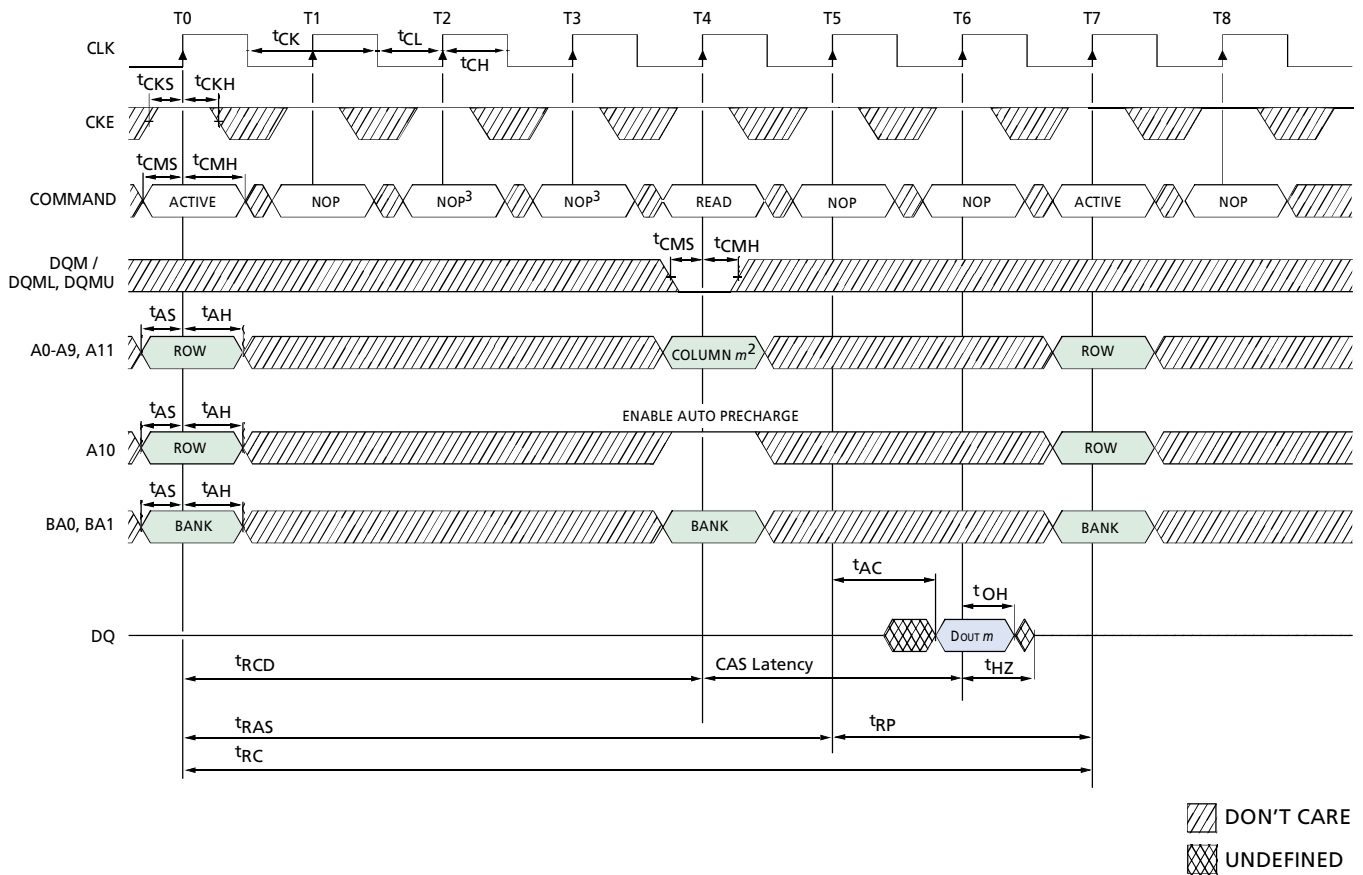 T0 T1 T2 T3 T4 T5 T6 T7 T8
CLK
tCK tCL
tCH
tCKS tCKH
CKE
tCMS tCMH
COMMAND ACTIVE NOP NOP3 NOP3 READ NOP NOP ACTIVE NOP
tCMS tCMH
DQM /
DQML, DQMU
tAS tAH
A0-A9, A11 ROW COLUMN m2 ROW
ENABLE AUTO PRECHARGE
tAS tAH
A10 ROW ROW
tAS tAH
BA0, BA1 BANK BANK BANK
tAC
tOH
DQ DOUT m
tRCD CAS Latency tHZ
tRAS tRP
tRC
DON'T CARE
UNDEFINED